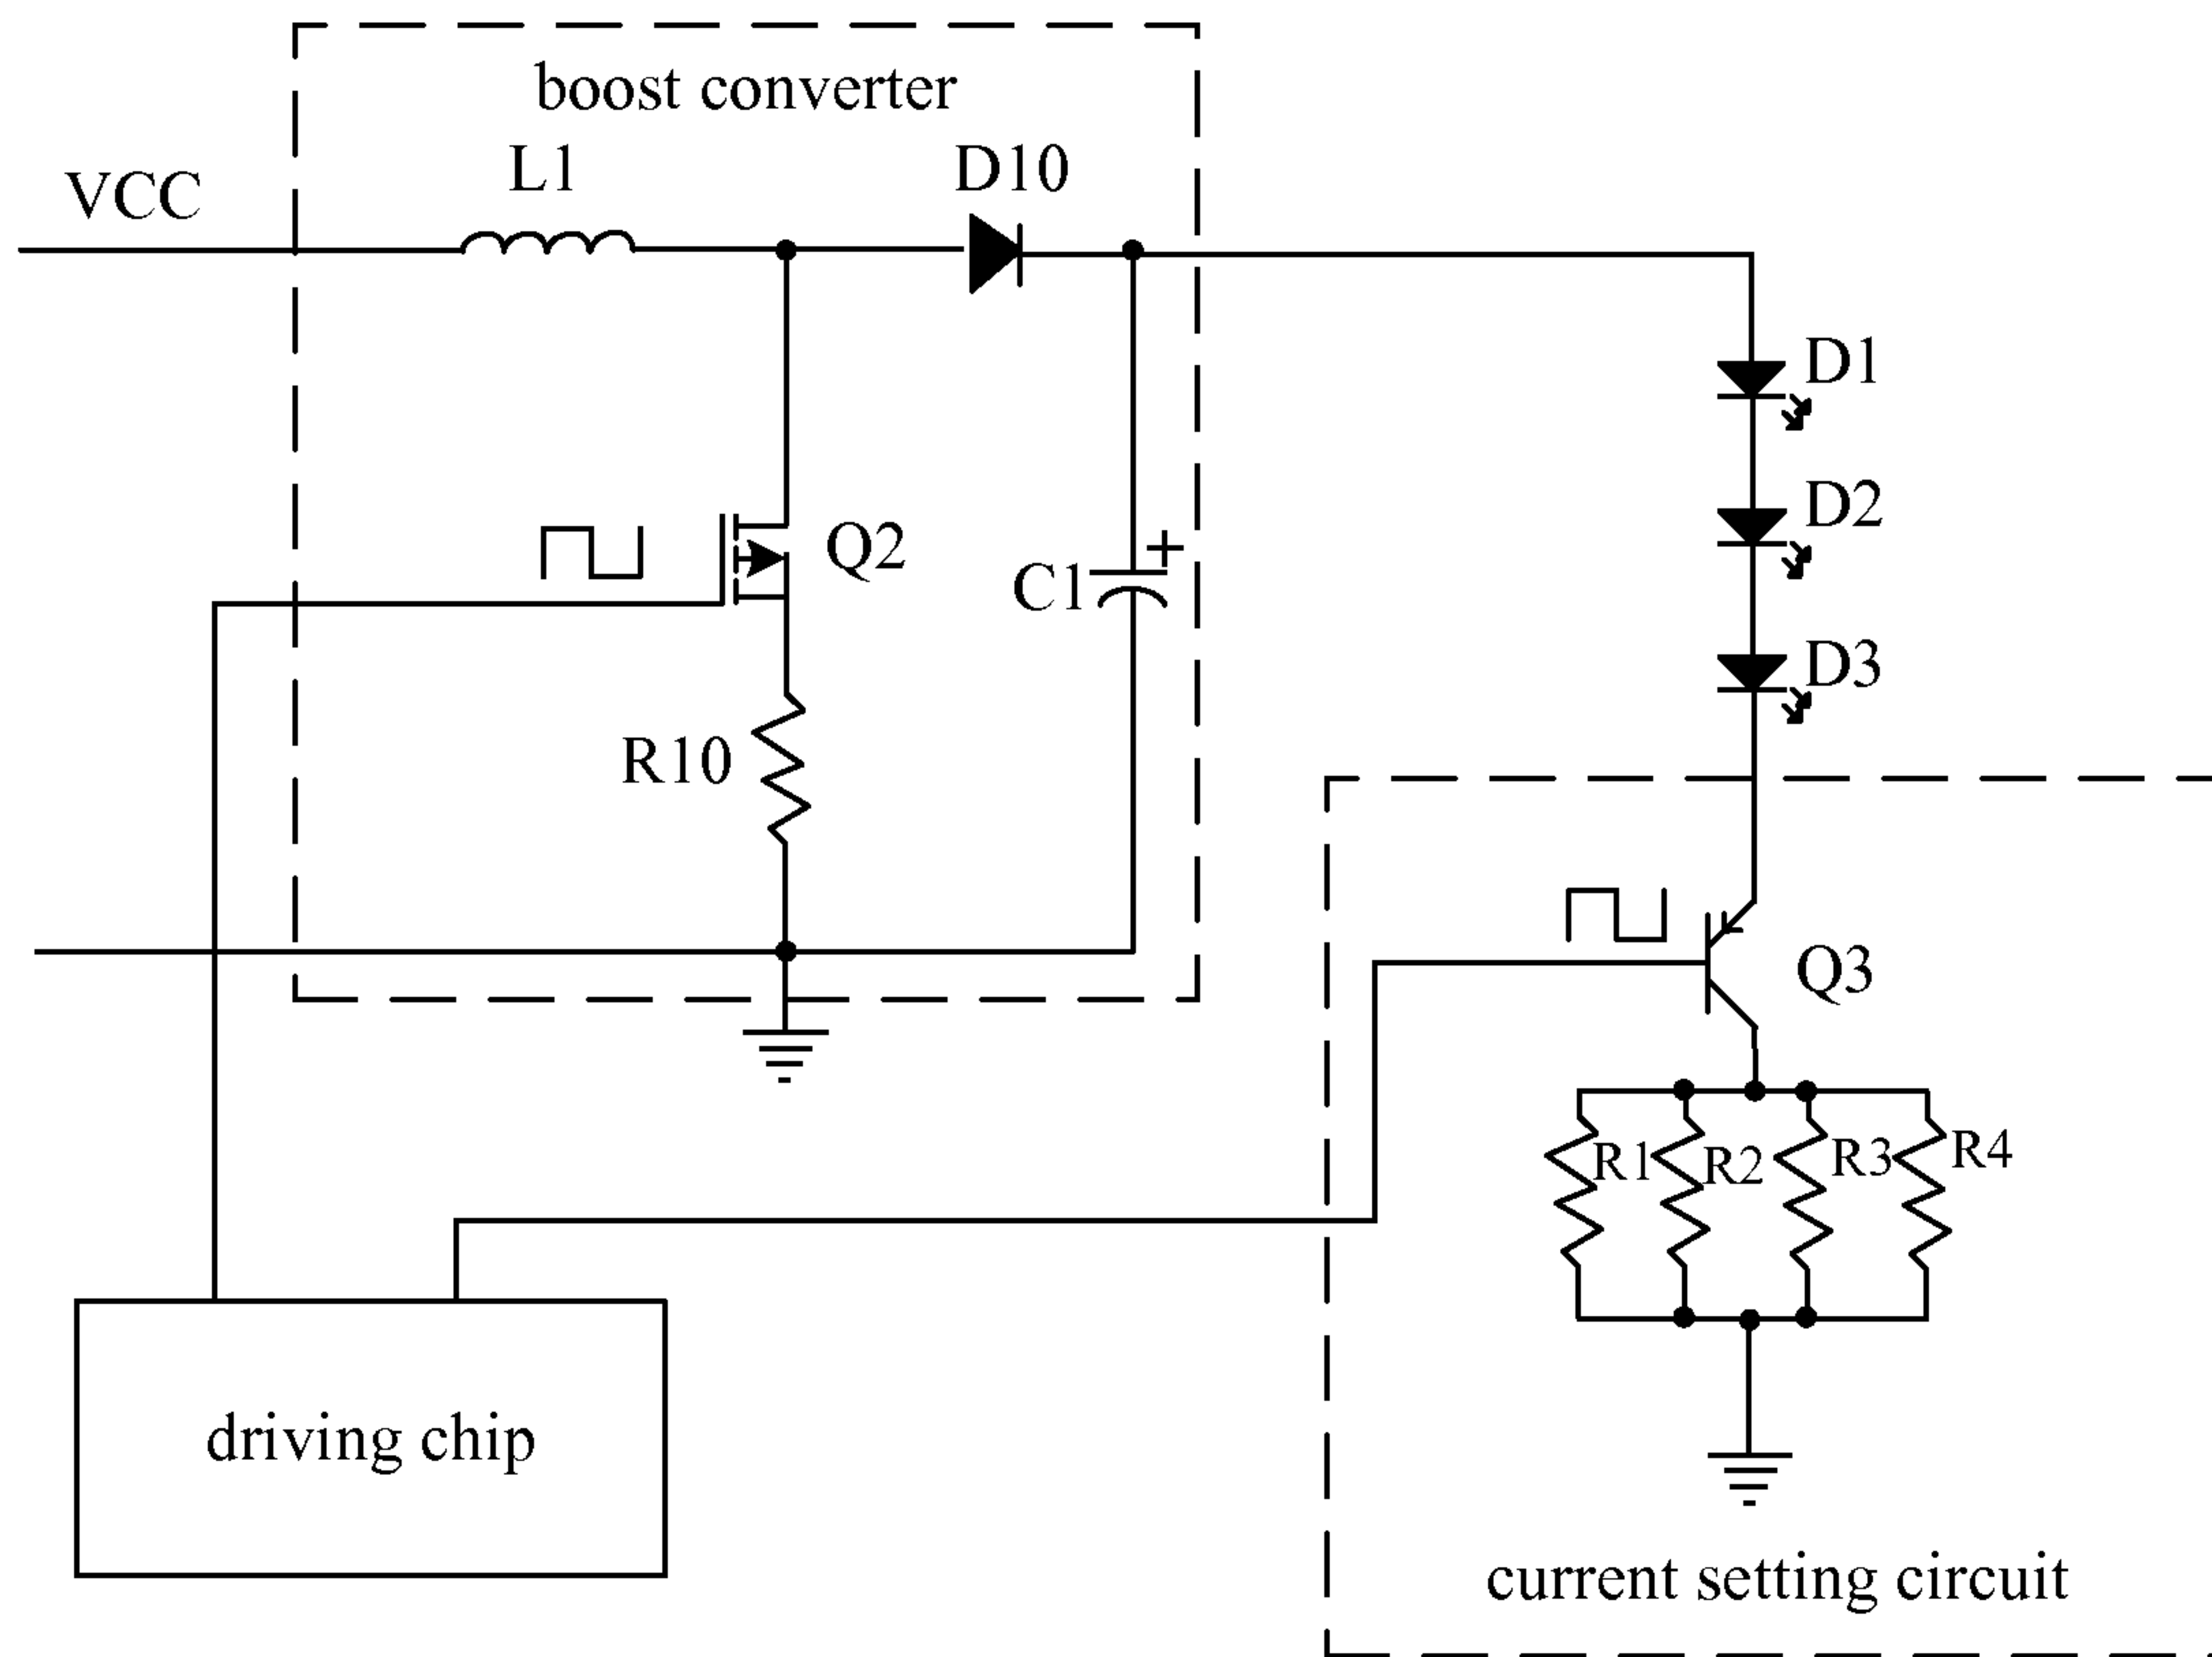 boost converter
VCC
L1
D10
D1
Q2
+
C1
D2
D3
R10
Q3
R1
R2
R3
R4
driving chip
current setting circuit